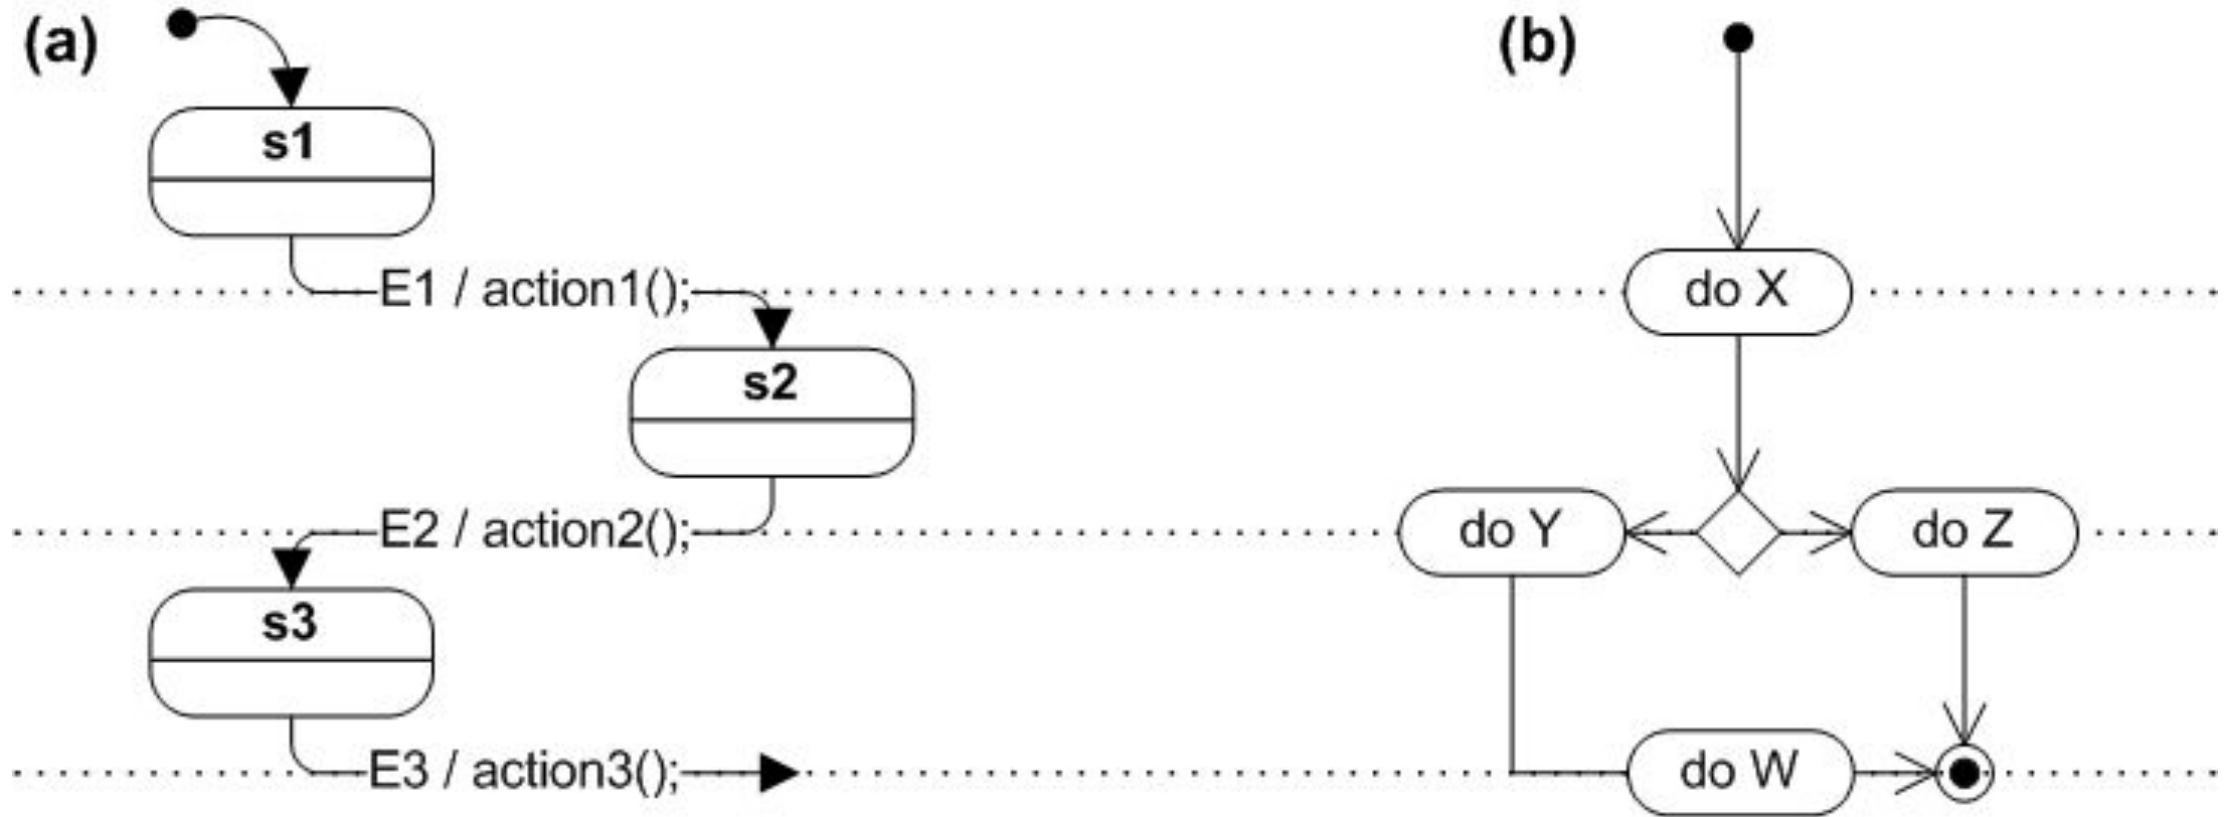 (a)
s1
E1 / action1();
s2
E2 / action2();
s3
E3 / action3();
(b)
do X
do Y
do Z
do W